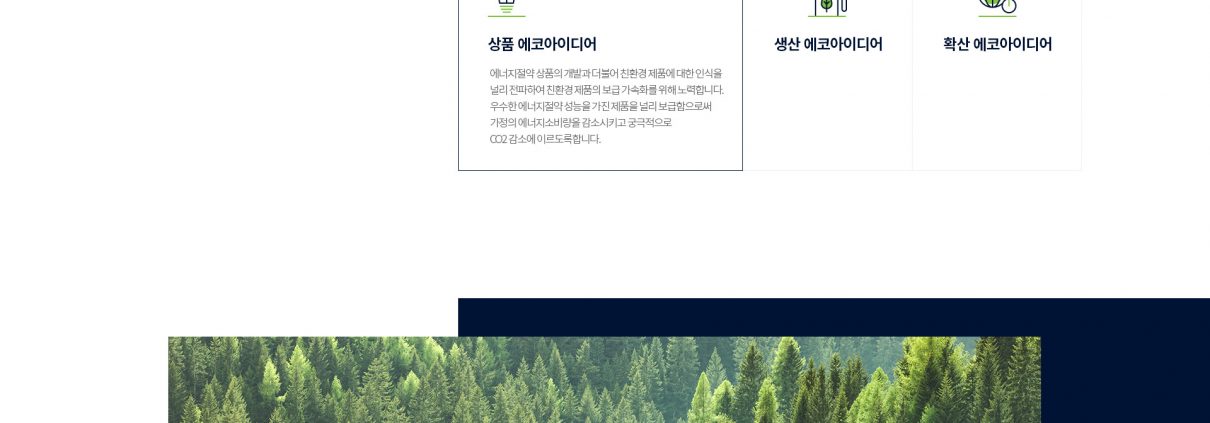 상품 에코아이디어
에너지절약 상품의 개발과 더불어 친환경 제품에 대한 인식을
널리 전파하여 친환경 제품의 보급 가속화를 위해 노력합니다.
우수한 에너지절약 성능을 가진 제품을 널리 보급함으로써
가정의 에너지소비량을 감소시키고 궁극적으로
CO2 감소에 이르도록합니다.
생산 에코아이디어
확산 에코아이디어